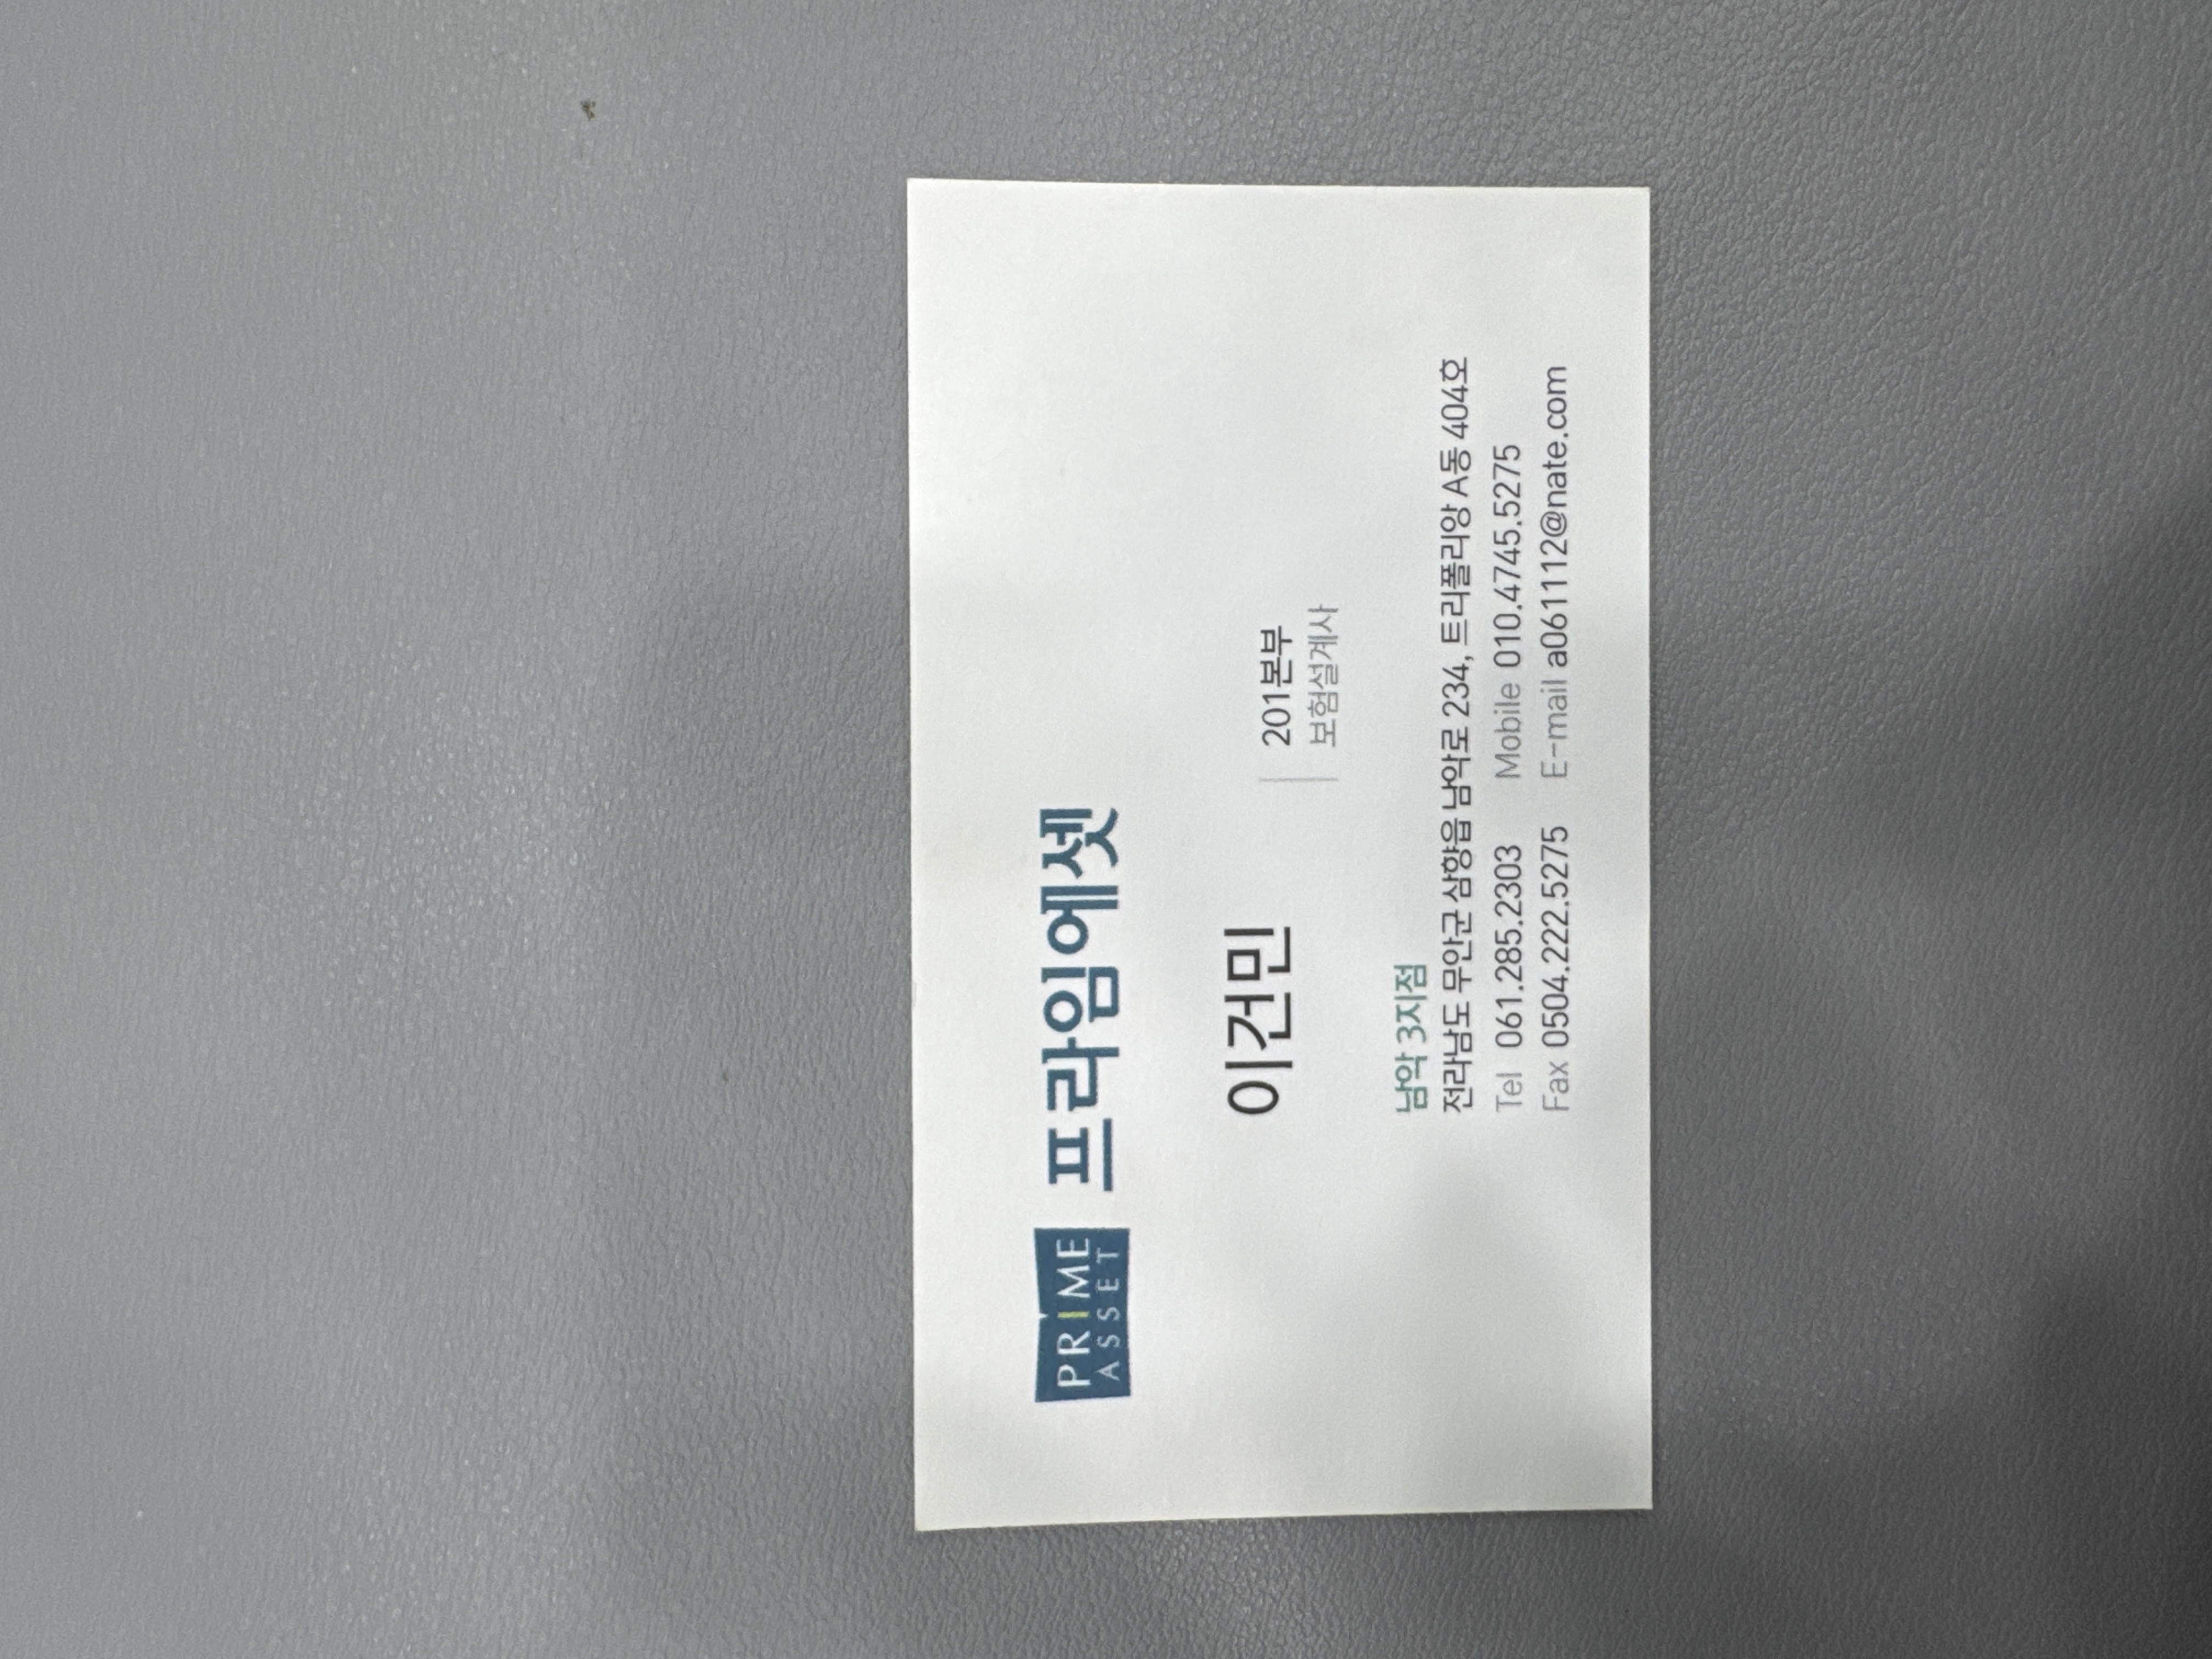 PRIME
ASSET
프라임에셋
이건민
201본부
보험설계사
남악 3지점
전라남도 무안군 삼향읍 남악로 234, 트리폴리앙 A동 404호
Tel 061.285.2303 Mobile 010.4745.5275
Fax 0504.222.5275 E-mail a061112@nate.com